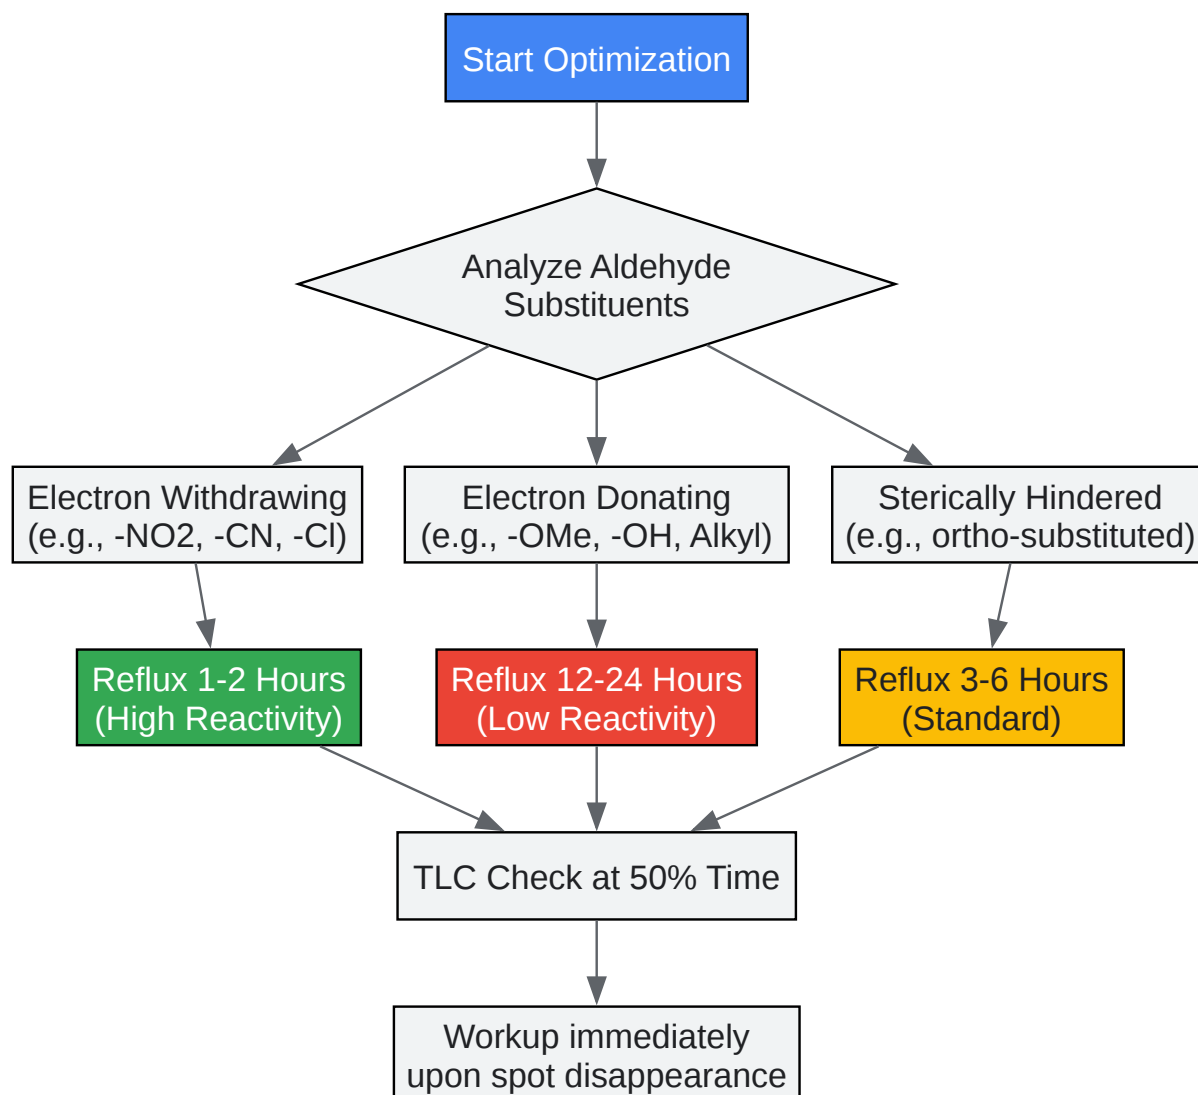 Start Optimization
Analyze Aldehyde
Substituents
Electron Withdrawing
(e.g., -NO2, -CN, -Cl)
Electron Donating
(e.g., -OMe, -OH, Alkyl)
Sterically Hindered
(e.g., ortho-substituted)
Reflux 1-2 Hours
(High Reactivity)
Reflux 12-24 Hours
(Low Reactivity)
Reflux 3-6 Hours
(Standard)
TLC Check at 50% Time
Workup immediately
upon spot disappearance